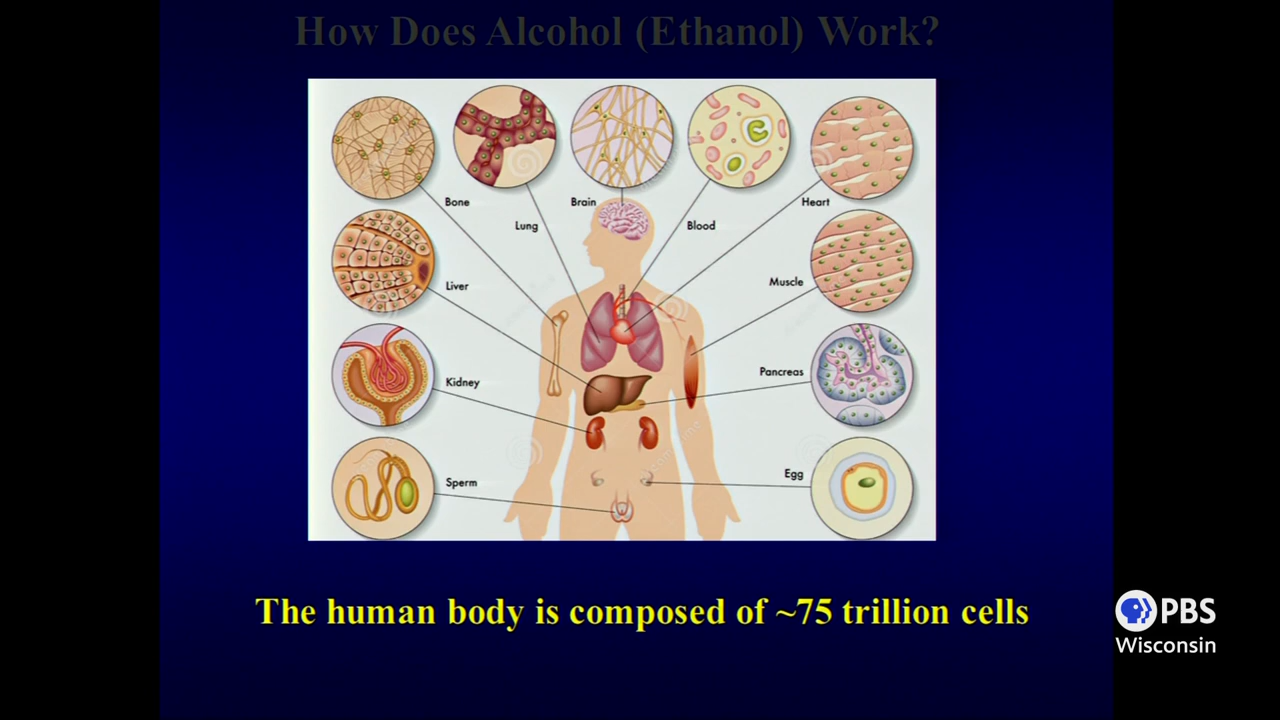 How Does Alcohol (Ethanol) Work?
Bone
Lung
Brain
Blood
Heart
Liver
Muscle
Kidney
Pancreas
Sperm
Egg
The human body is composed of ~75 trillion cells
PBS
Wisconsin